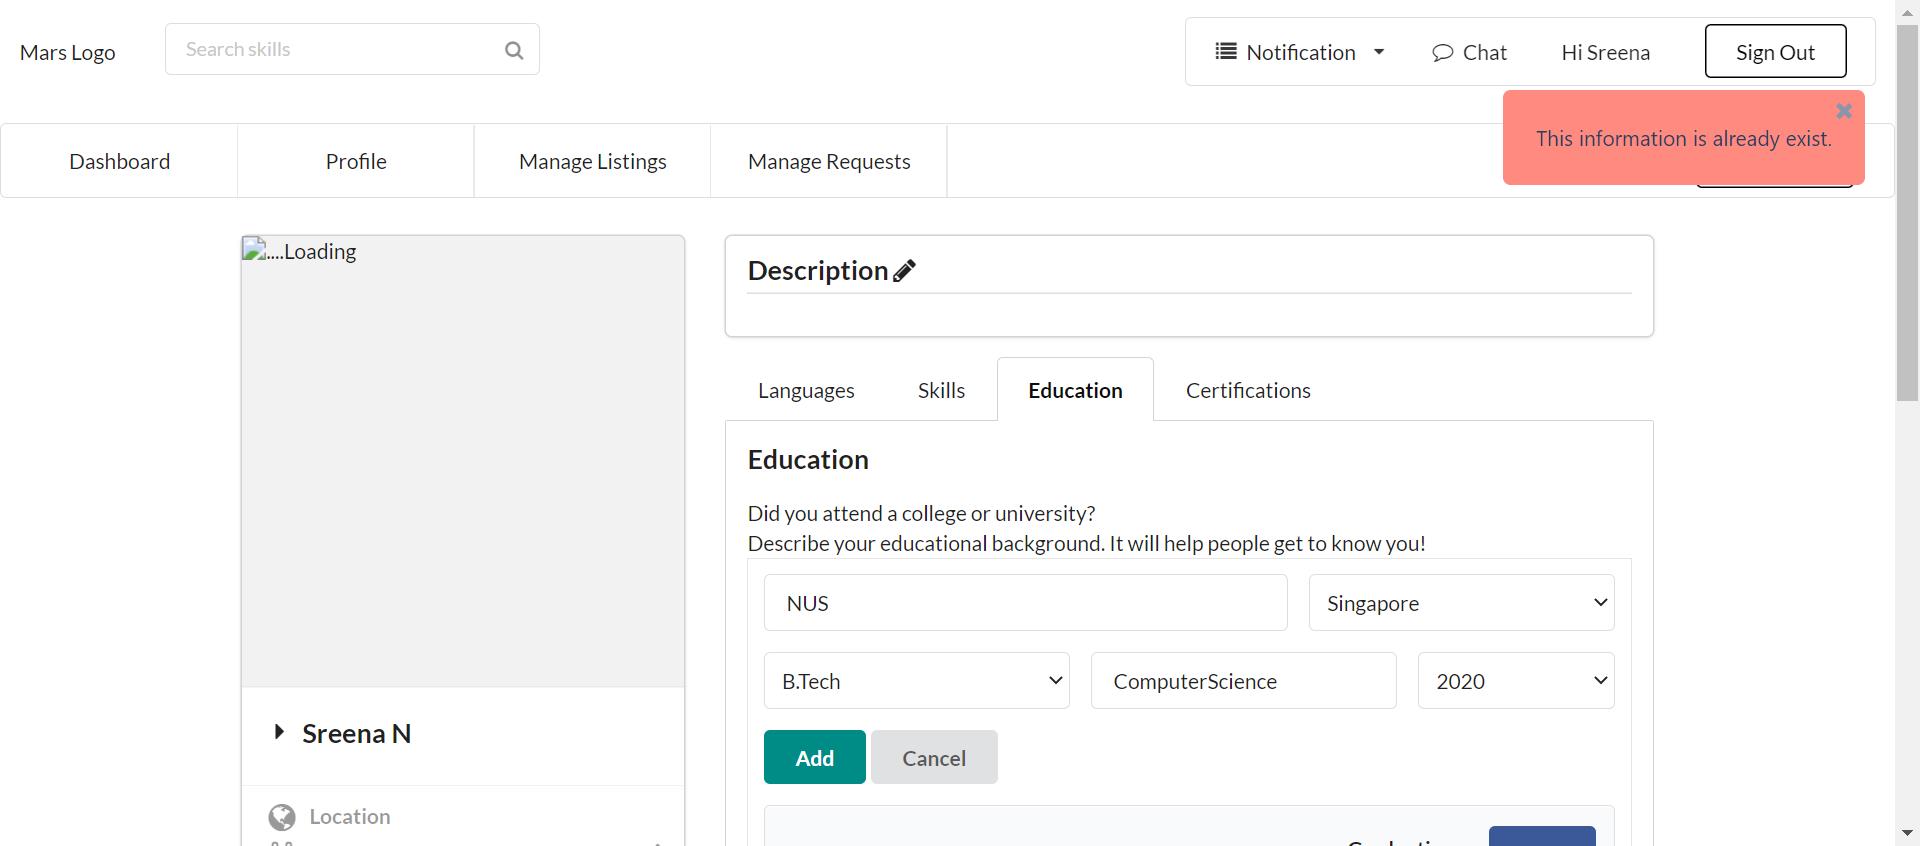 Mars Logo
Search skills
Notification
Chat
Hi Sreena
Sign Out
This information is already exist.
Dashboard
Profile
Manage Listings
Manage Requests
....Loading
Description
Languages
Skills
Education
Certifications
Education
Did you attend a college or university?
Describe your educational background. It will help people get to know you!
NUS
Singapore
B.Tech
ComputerScience
2020
Add
Cancel
Sreena N
Location